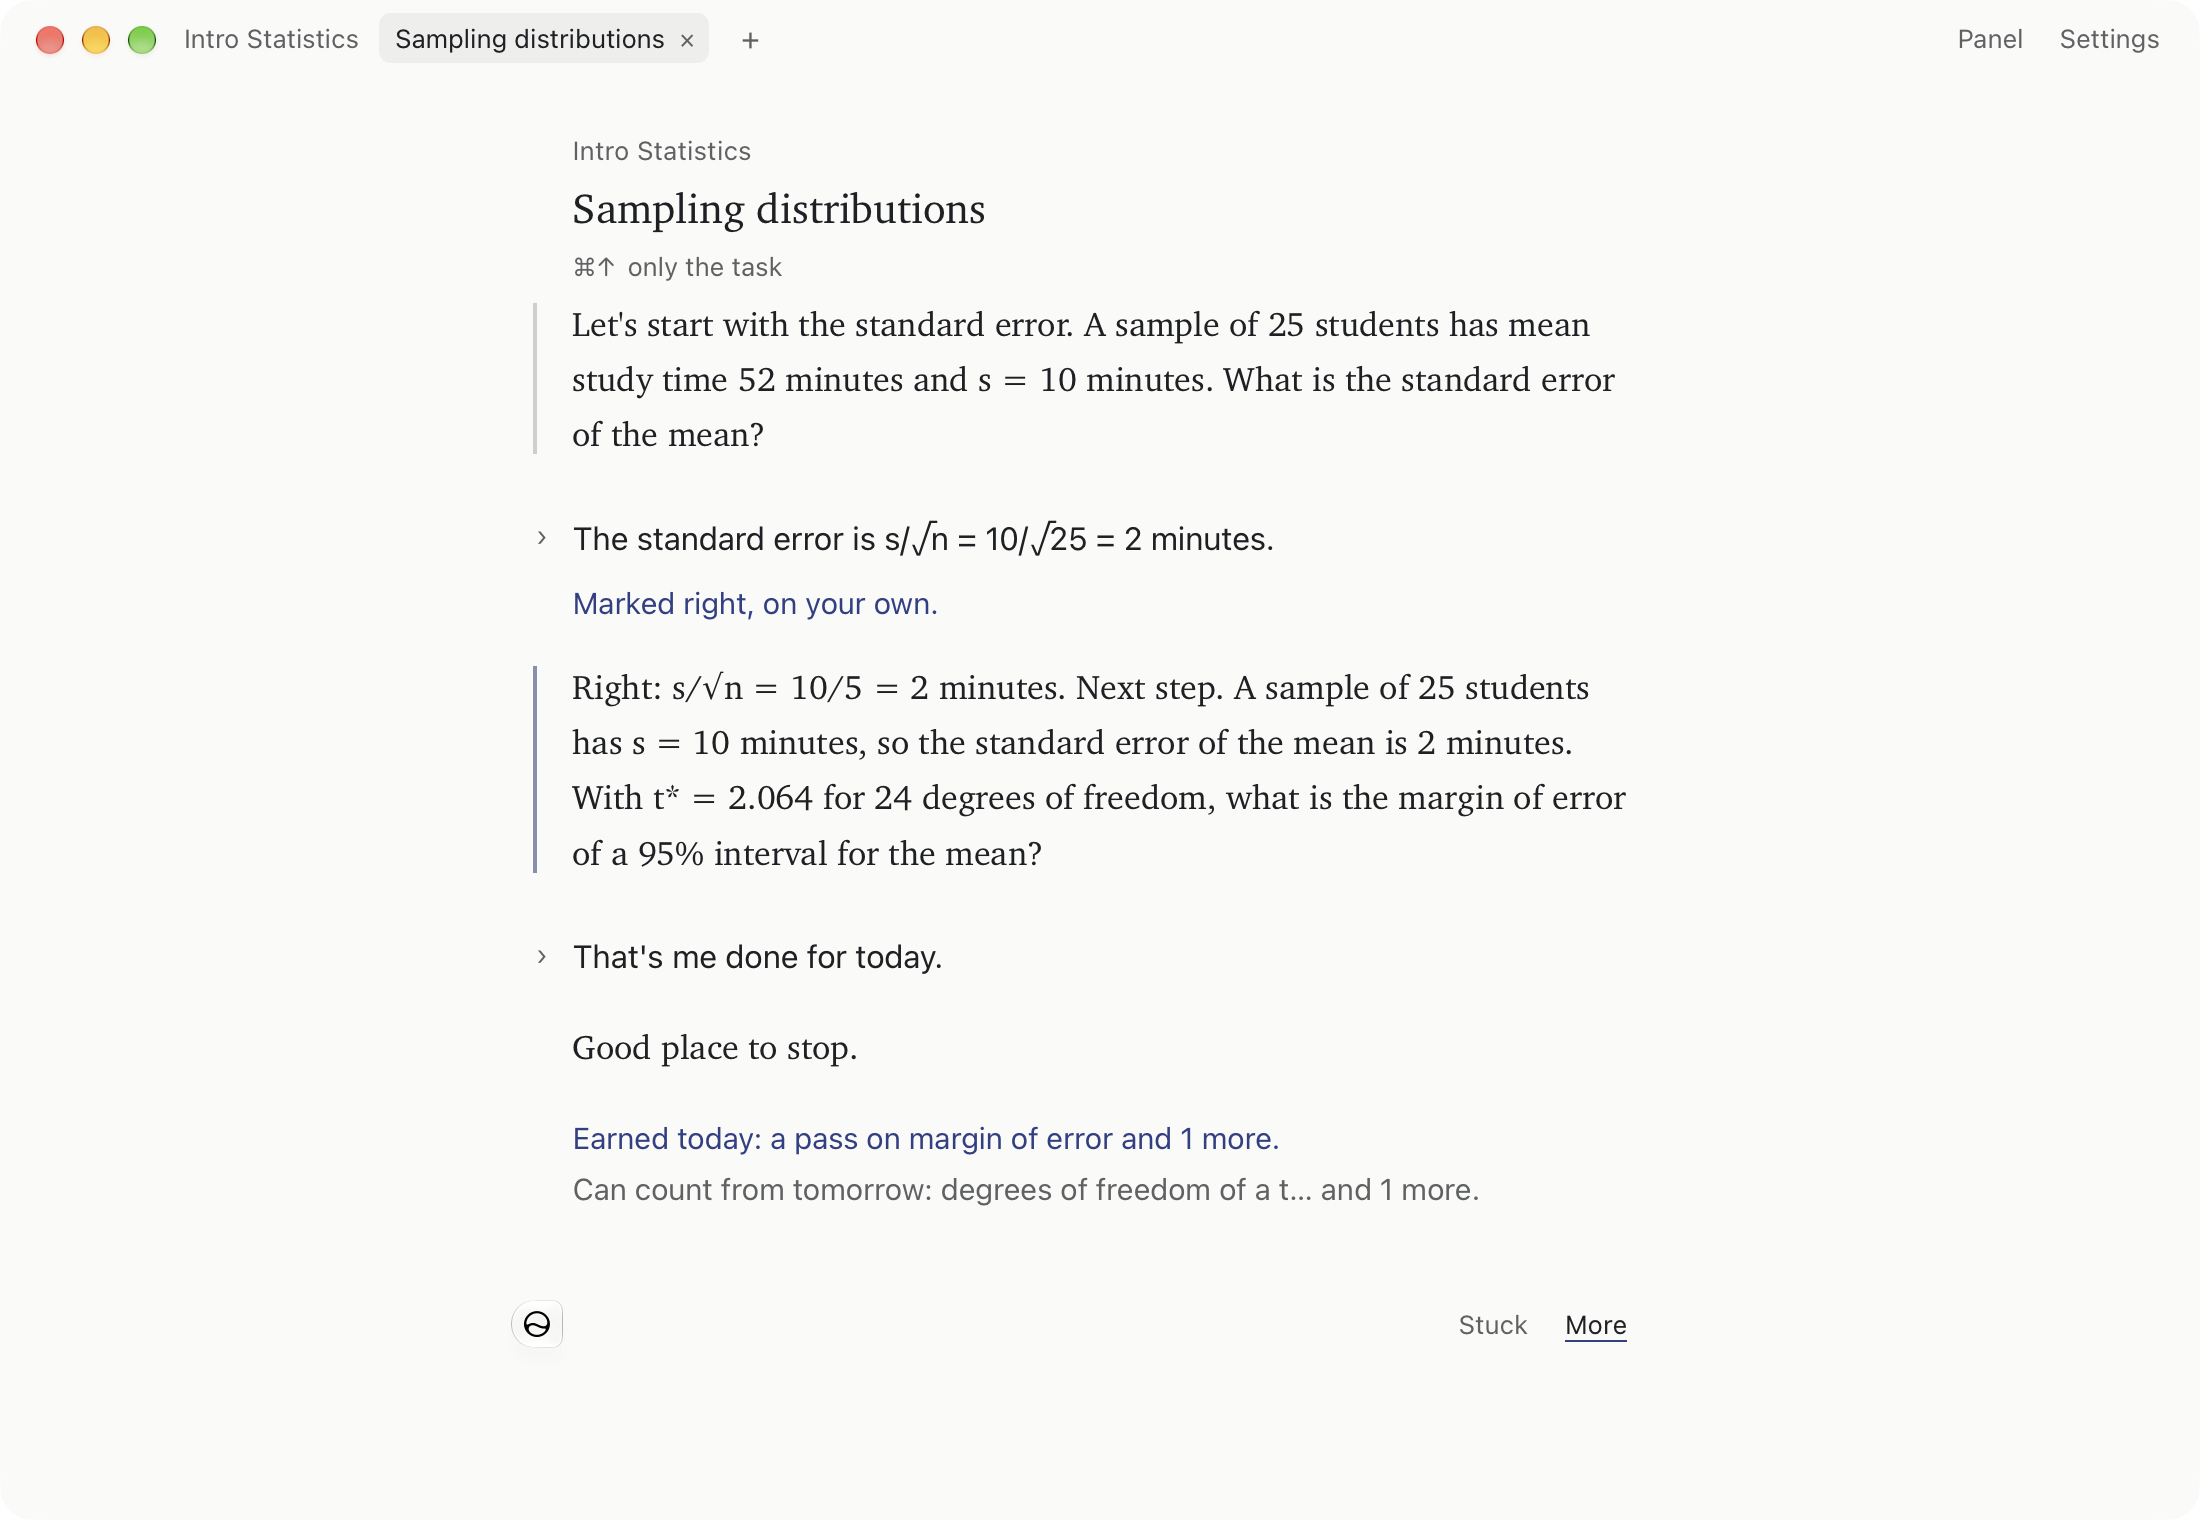 Intro Statistics
Sampling distributions ×
+
Panel
Settings
Intro Statistics
Sampling distributions
⌘↑ only the task
Let's start with the standard error. A sample of 25 students has mean
study time 52 minutes and s = 10 minutes. What is the standard error
of the mean?
› The standard error is s/√n = 10/√25 = 2 minutes.
Marked right, on your own.
Right: s/√n = 10/5 = 2 minutes. Next step. A sample of 25 students
has s = 10 minutes, so the standard error of the mean is 2 minutes.
With t* = 2.064 for 24 degrees of freedom, what is the margin of error
of a 95% interval for the mean?
› That's me done for today.
Good place to stop.
Earned today: a pass on margin of error and 1 more.
Can count from tomorrow: degrees of freedom of a t... and 1 more.
Stuck
More